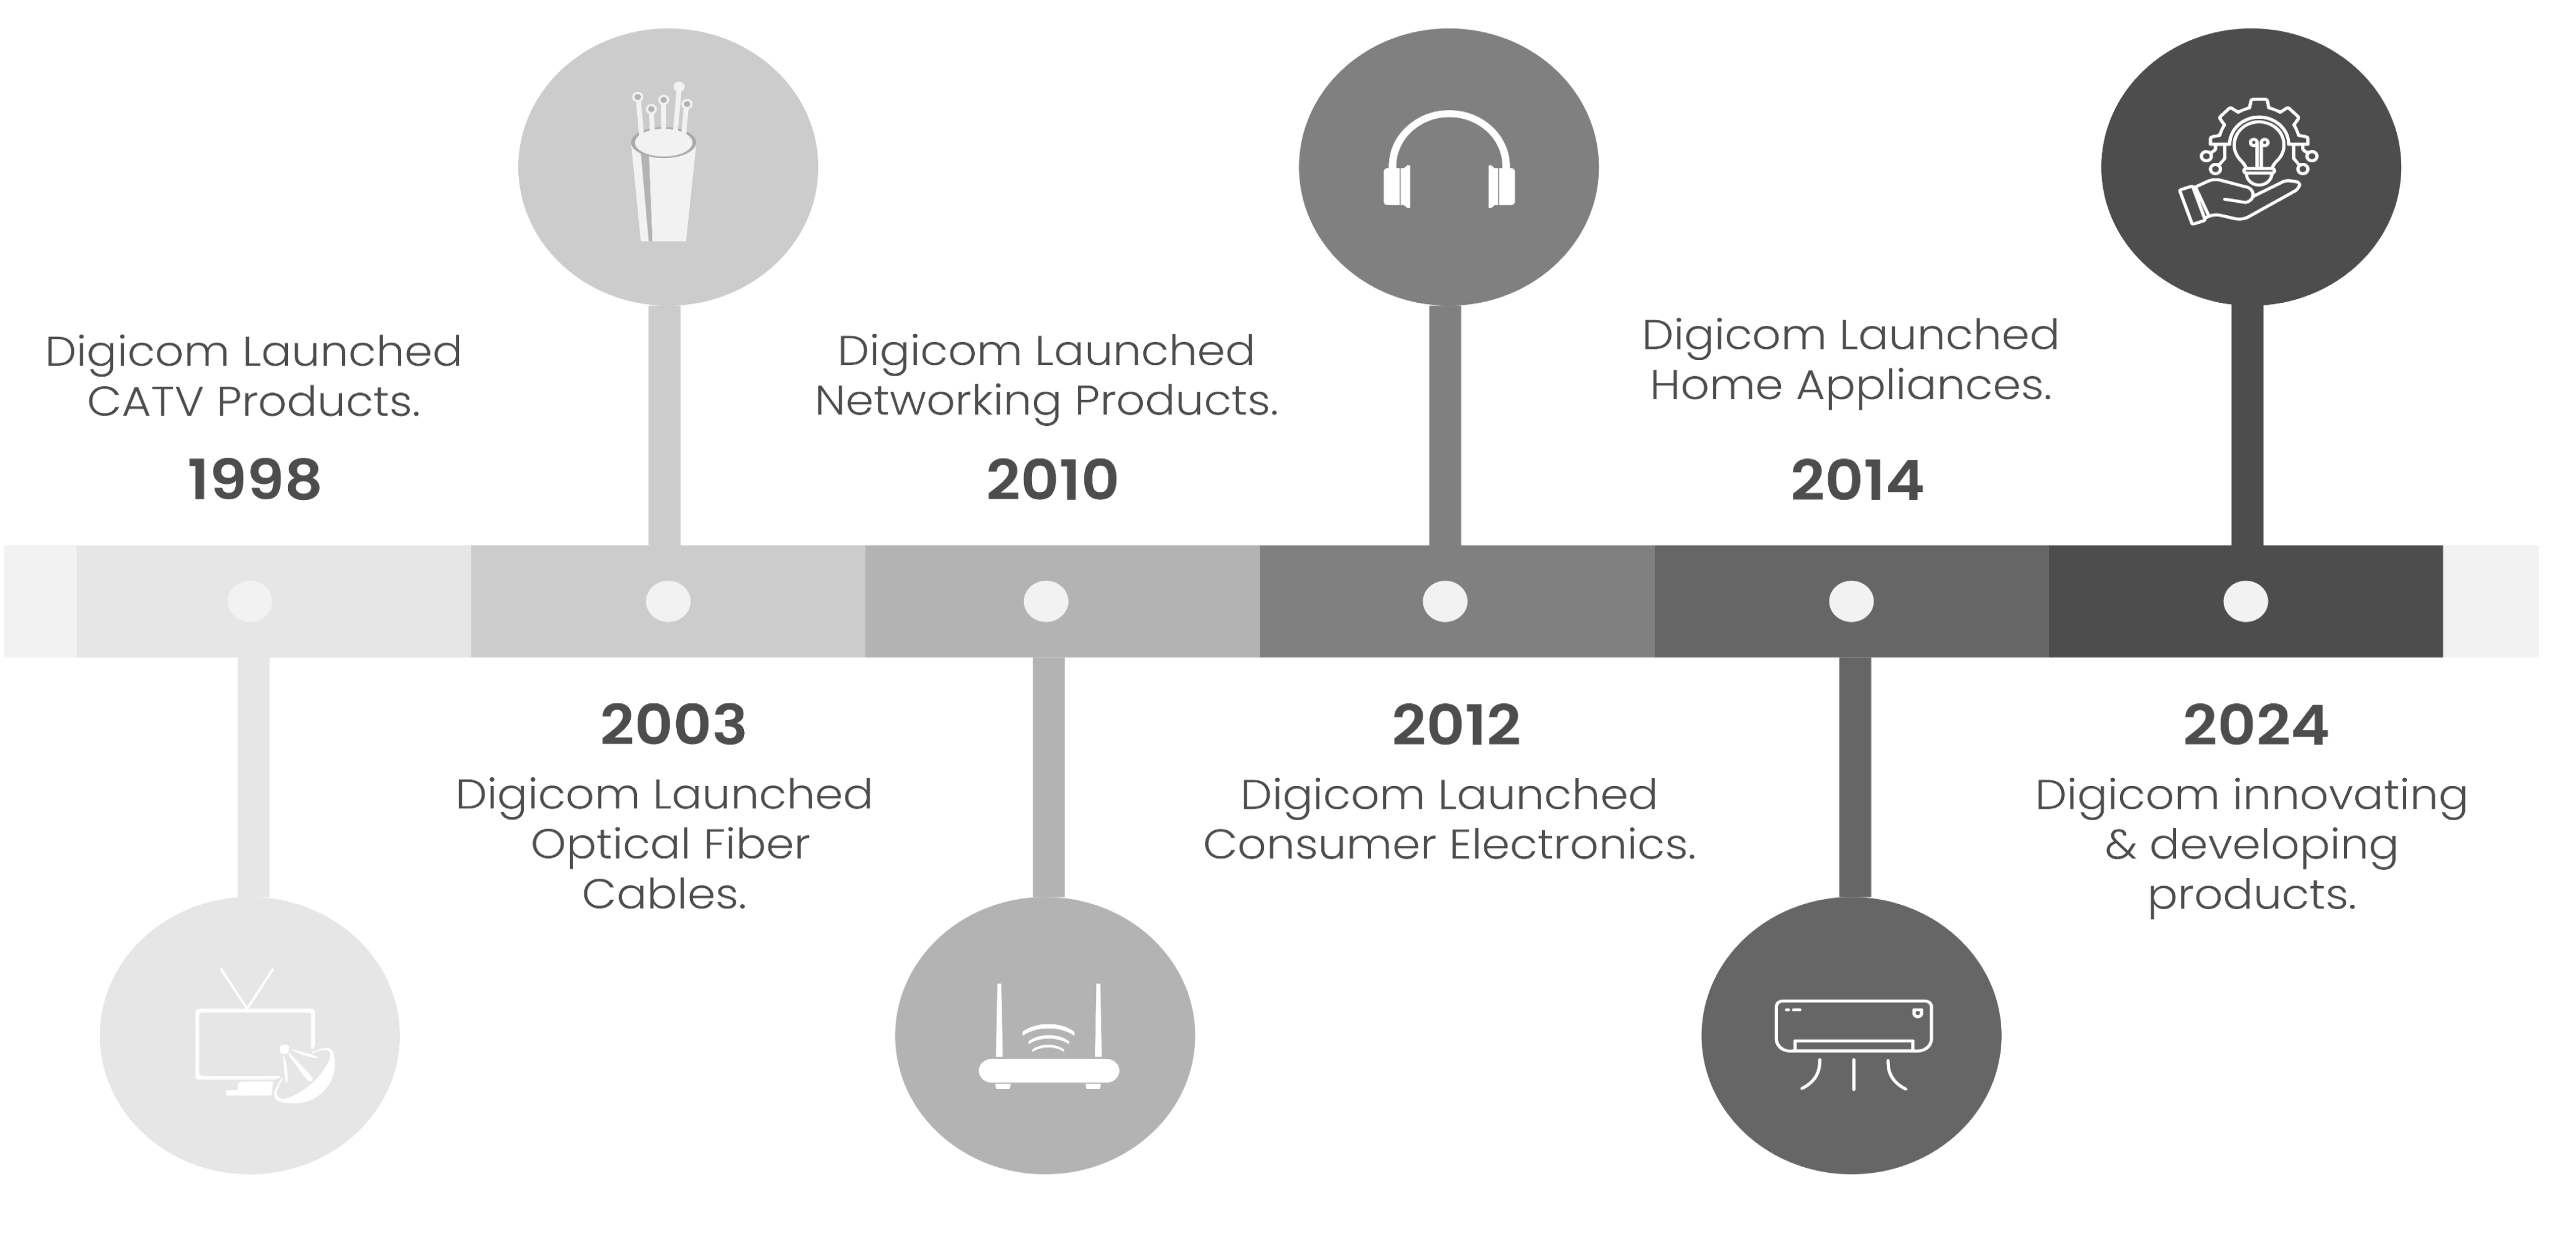 Digicom Launched
CATV Products.
1998
2003
Digicom Launched
Optical Fiber
Cables.
Digicom Launched
Networking Products.
2010
2012
Digicom Launched
Consumer Electronics.
Digicom Launched
Home Appliances.
2014
2024
Digicom innovating
& developing
products.